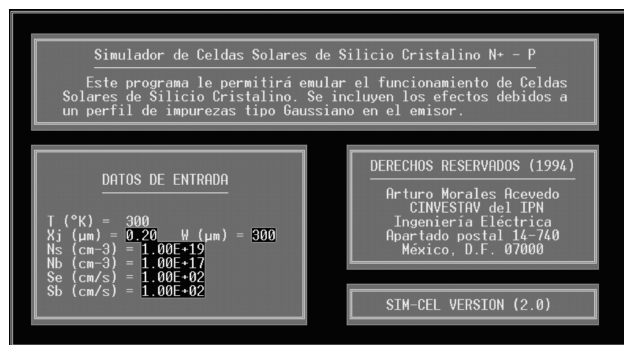 Simulador de Celdas Solares de Silicio Cristalino N+ - P
Este programa le permitirá emular el funcionamiento de Celdas
Solares de Silicio Cristalino. Se incluyen los efectos debidos a
un perfil de impurezas tipo Gaussiano en el emisor.
DATOS DE ENTRADA
T (°K) = 300
Xj (µm) = 0.20 W (µm) = 300
Ns (cm-3) = 1.00E+19
Nb (cm-3) = 1.00E+17
Se (cm/s) = 1.00E+02
Sb (cm/s) = 1.00E+02
DERECHOS RESERVADOS (1994)
Arturo Morales Acevedo
CINVESTAV del IPN
Ingeniería Eléctrica
Apartado postal 14-740
México, D.F. 07000
SIM-CEL VERSION (2.0)